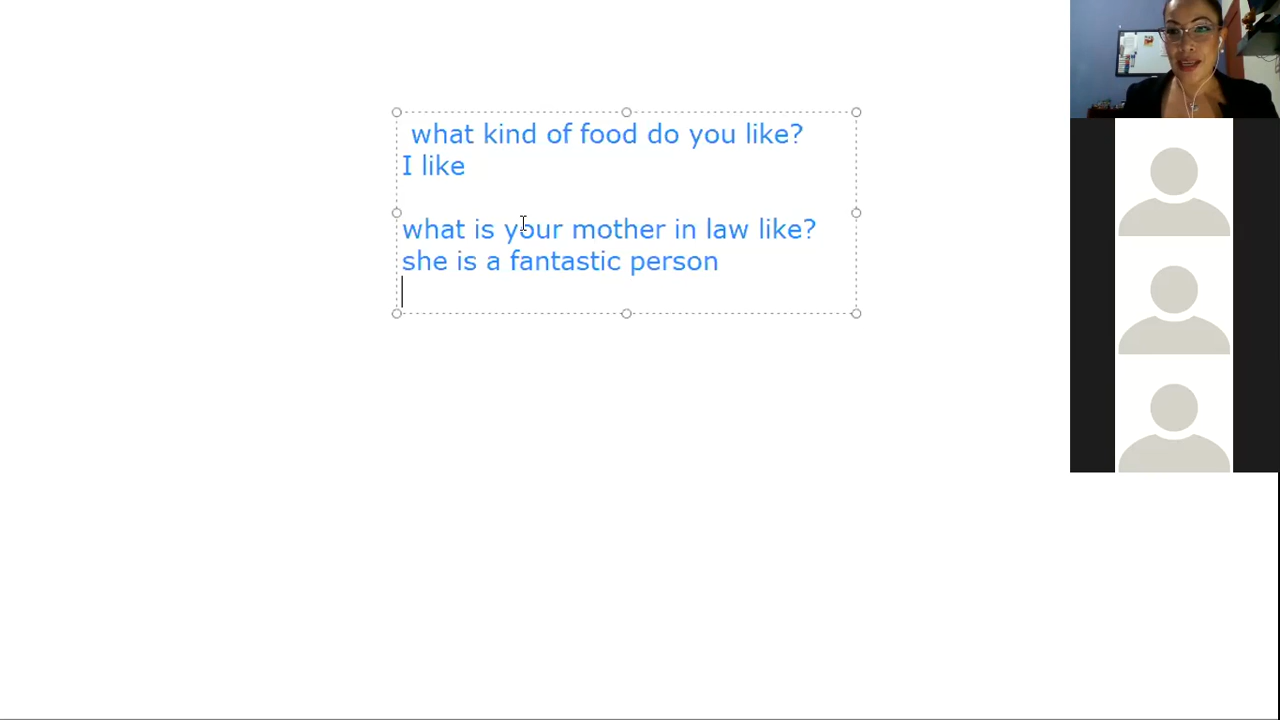 what kind of food do you like?
I like
what is your mother in law like?
she is a fantastic person